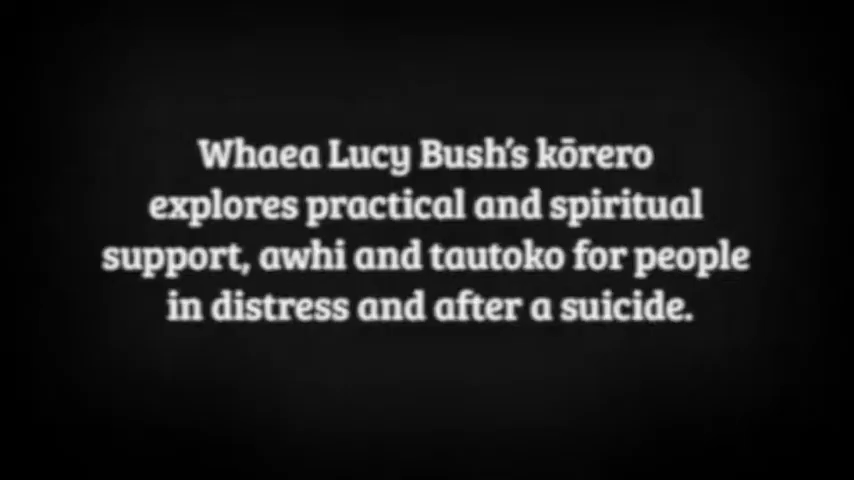 Whaea Lucy Bush's kōrero
explores practical and spiritual
support, awhi and tautoko for people
in distress and after a suicide.